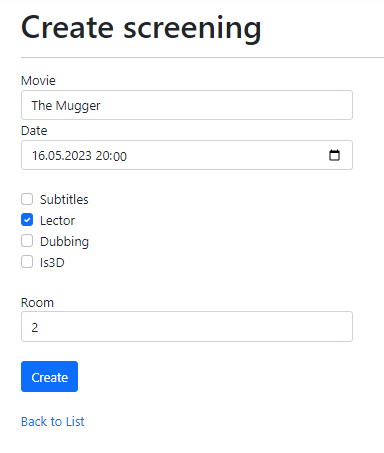 Create screening
Movie
The Mugger
Date
16.05.2023 20:00
Subtitles
Lector
Dubbing
Is3D
Room
2
Create
Back to List